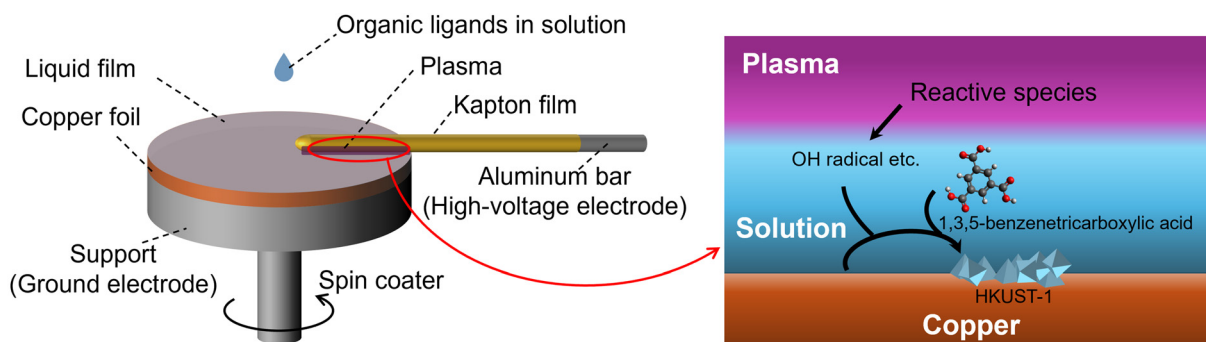 Organic ligands in solution
Liquid film
Plasma
Copper foil
Kapton film
Aluminum bar
(High-voltage electrode)
Support
(Ground electrode)
Spin coater
Plasma
Reactive species
OH radical etc.
Solution
1,3,5-benzenetricarboxylic acid
HKUST-1
Copper